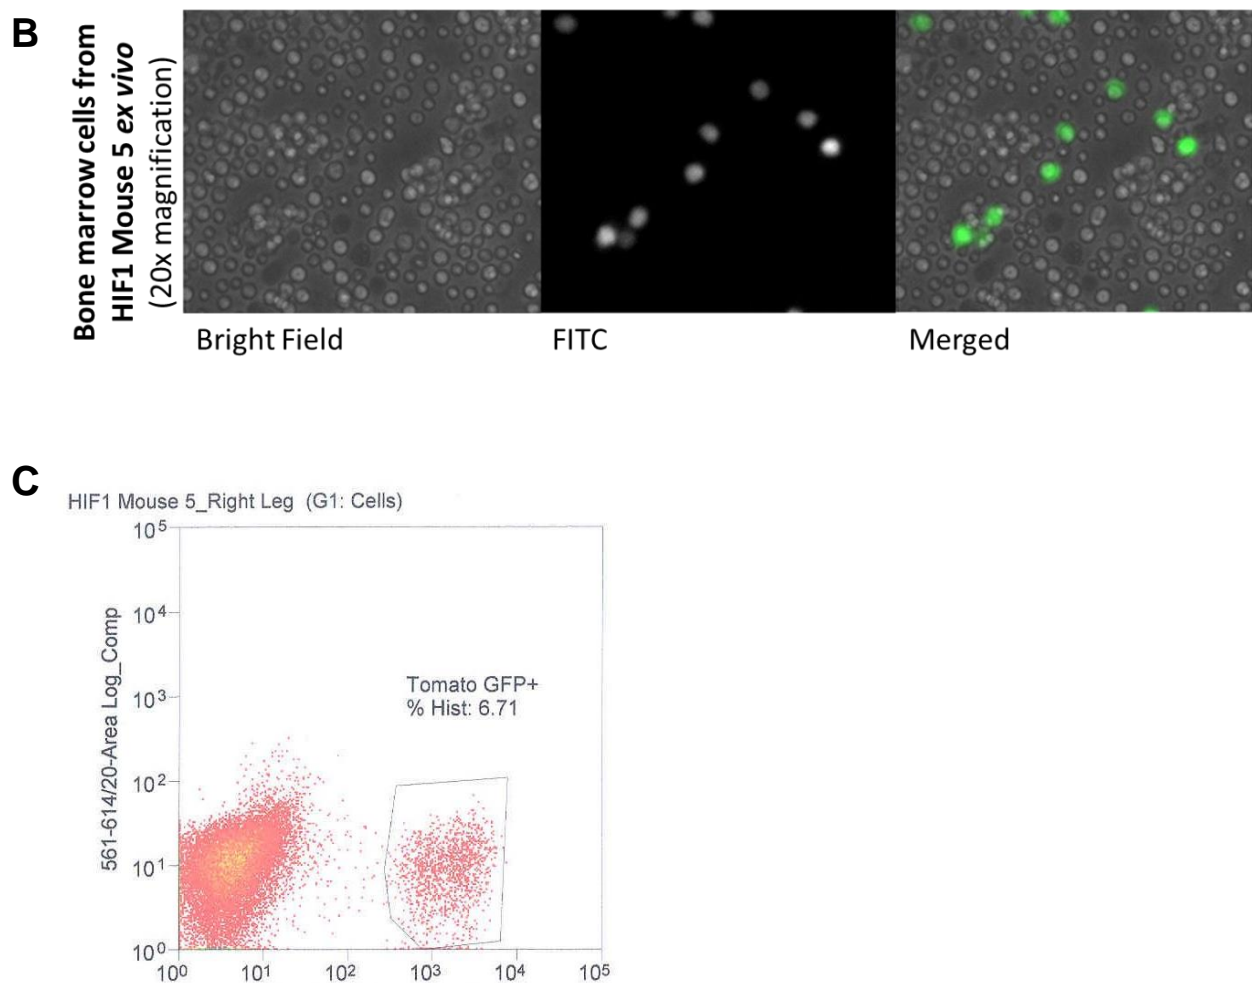 B
Bone marrow cells from
HIF1 Mouse 5 ex vivo
(20x magnification)
Bright Field
FITC
Merged
C
HIF1 Mouse 5_Right Leg (G1: Cells)
561-614/20-Area Log_Comp
10⁵
10⁴
10³
10²
10¹
10⁰
Tomato GFP+
% Hist: 6.71
10⁰ 10¹ 10² 10³ 10⁴ 10⁵